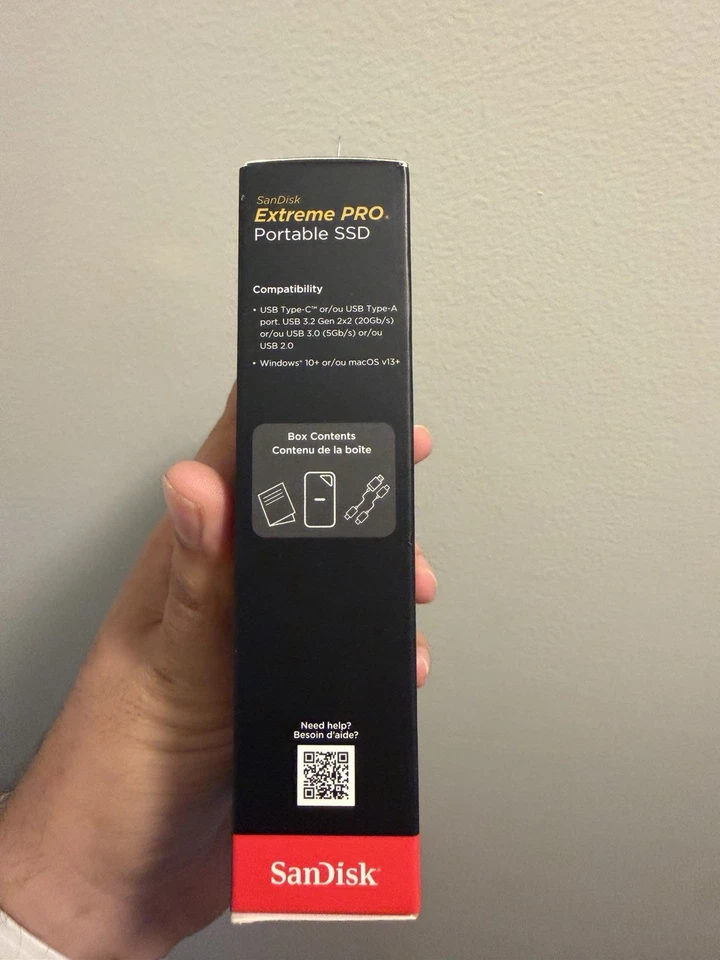 SanDisk
Extreme PRO®
Portable SSD
Compatibility
• USB Type-C™ or/ou USB Type-A
port. USB 3.2 Gen 2x2 (20Gb/s)
or/ou USB 3.0 (5Gb/s) or/ou
USB 2.0
• Windows® 10+ or/ou macOS v13+
Box Contents
Contenu de la boîte
Need help?
Besoin d'aide?
SanDisk®